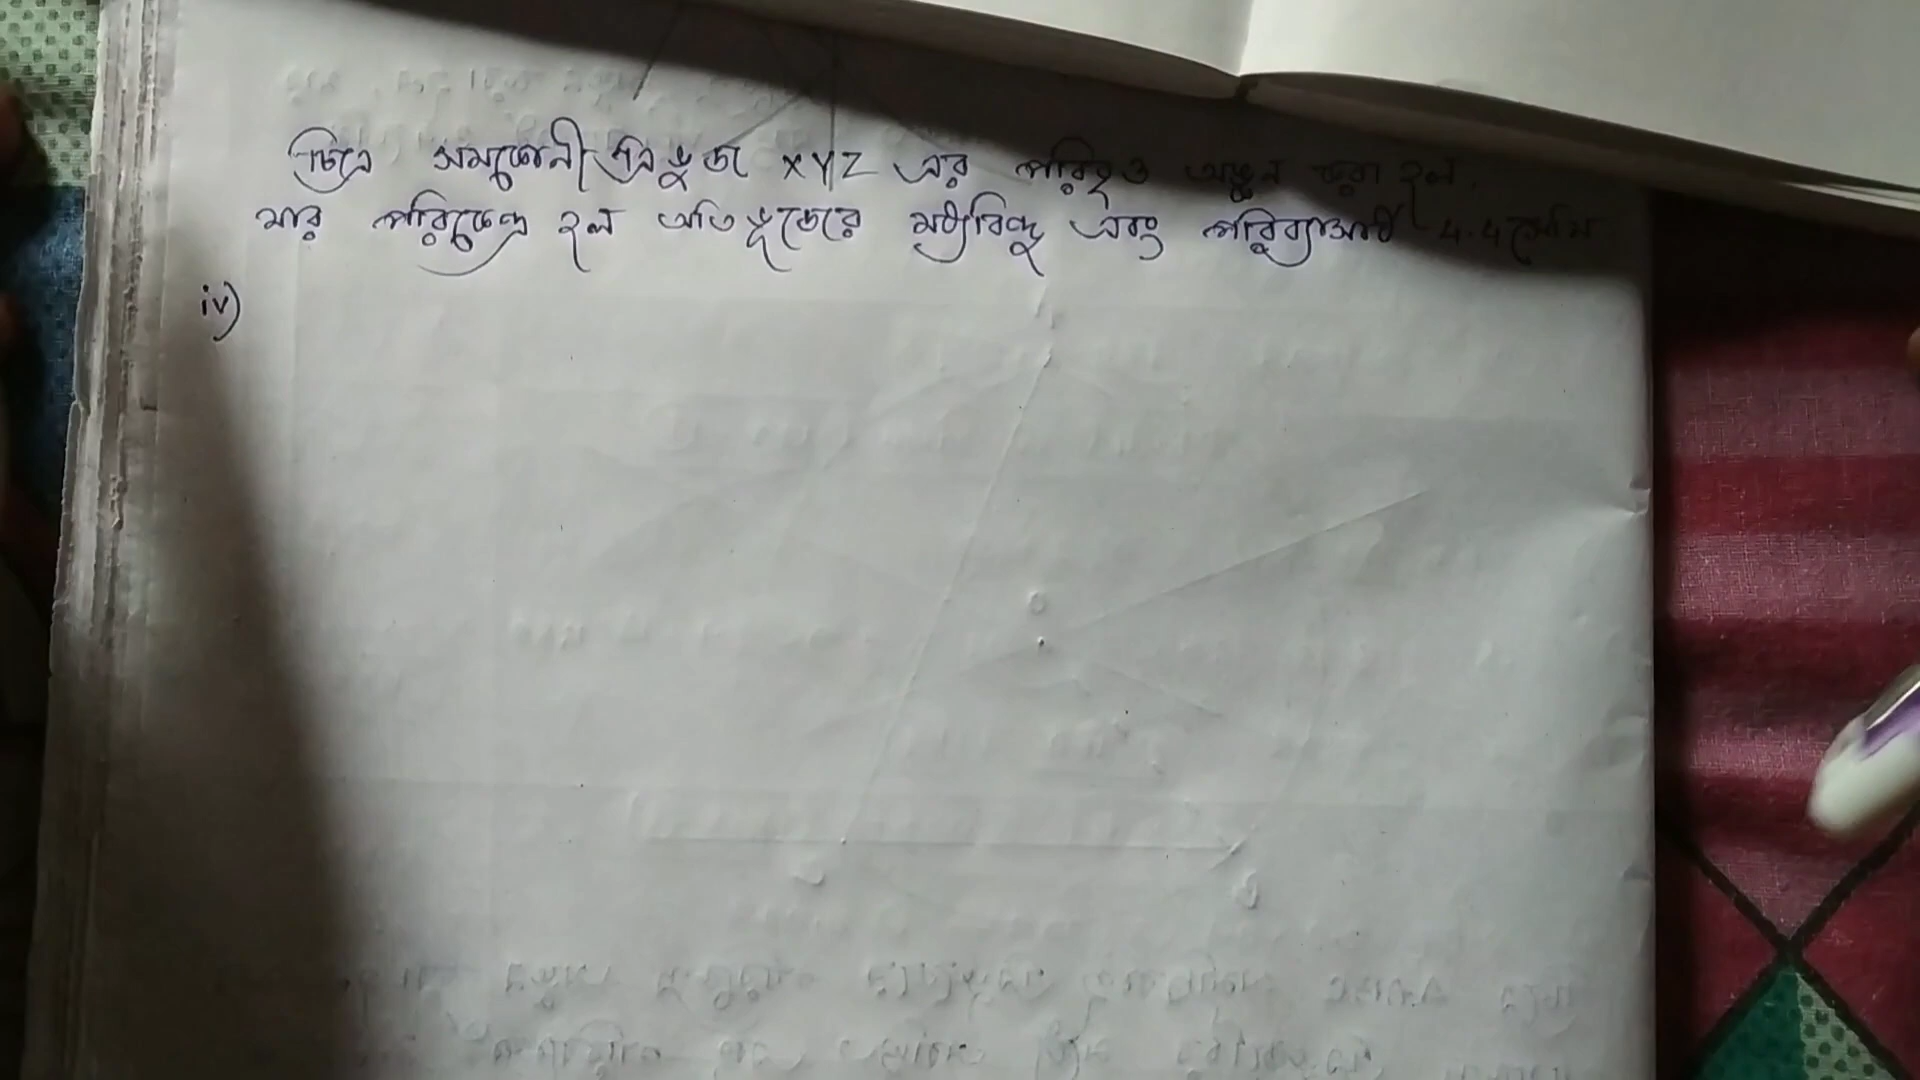 চিত্রে সমকোনী ত্রিভুজ XYZ এর পরিবৃত্ত অঙ্কন করা হল.
যার পরিকেন্দ্র হল অতিভূজের মধ্যবিন্দু এবং পরিব্যাসার্ধ 4.4 সেমি
iv)